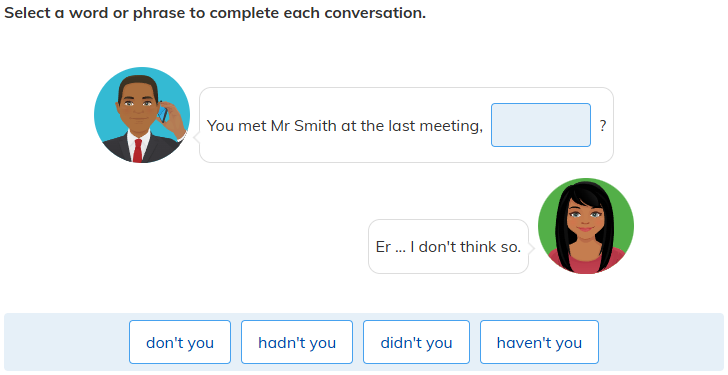 Select a word or phrase to complete each conversation.
You met Mr Smith at the last meeting, ?
Er ... I don't think so.
don't you hadn't you didn't you haven't you